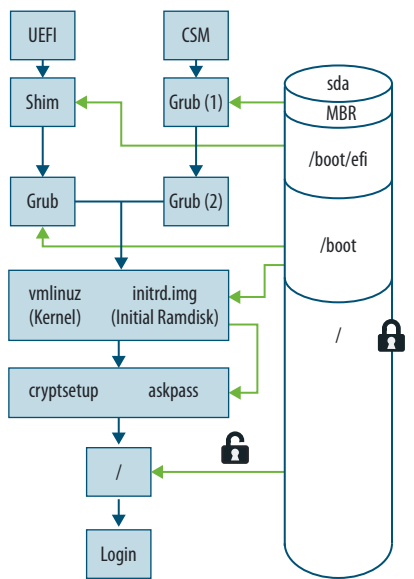 UEFI
CSM
sda
Shim
Grub (1)
MBR
/boot/efi
Grub
Grub (2)
/boot
vmlinuz initrd.img
(Kernel) (Initial Ramdisk)
/
cryptsetup askpass
/
Login